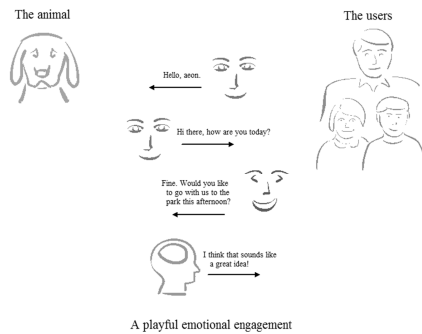 The animal
The users
Hello, aeon.
Hi there, how are you today?
Fine. Would you like
to go with us to the
park this afternoon?
I think that sounds like
a great idea!
A playful emotional engagement